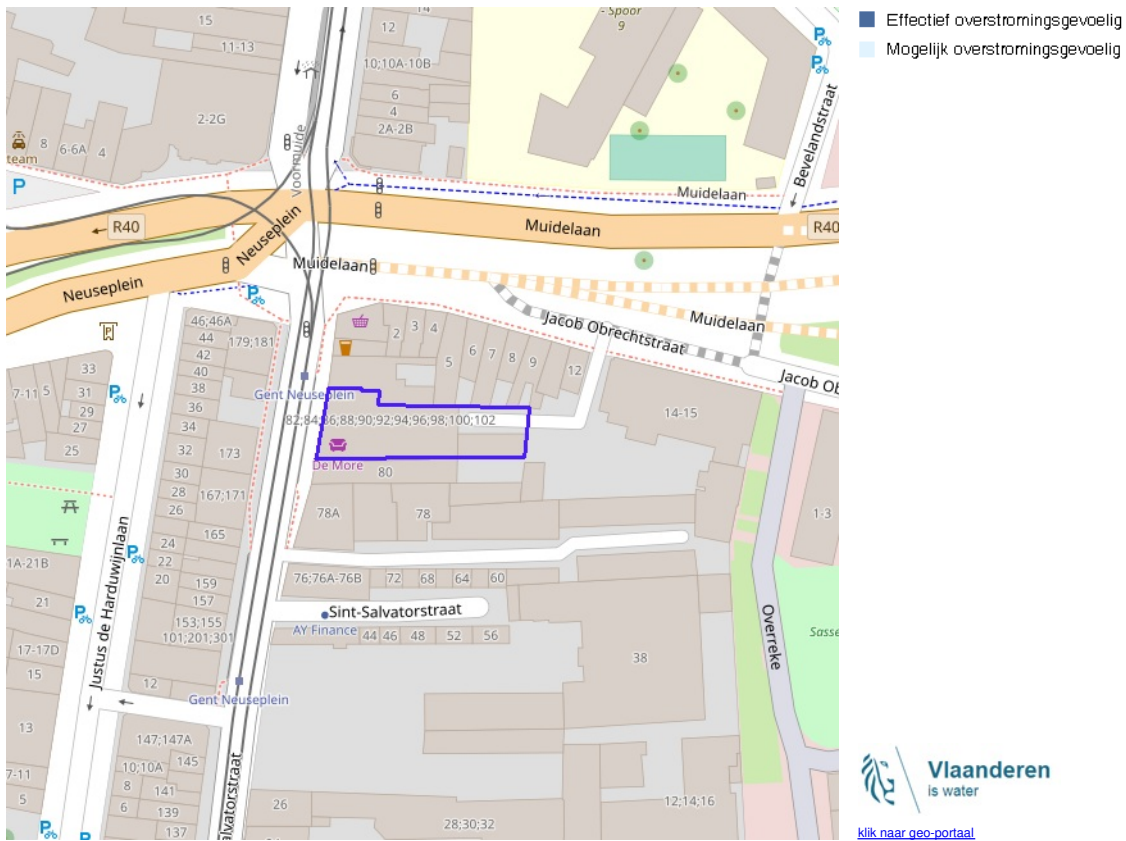 Effectief overstromingsgevoelig
Mogelijk overstromingsgevoelig
- Spoor
9
15
14
12
11-13
10;10A-10B
6
4
2A-2B
2-2G
8
6-6A
4
team
P
Voormuide
Bevelandstraat
Muidelaan
R40
Neuseplein
Muidelaan
R40
Neuseplein
Muidelaan
Muidelaan
Jacob Obrechtstraat
Jacob Ob
46;46A
44
179;181
42
40
38
36
34
32
173
30
28
167;171
26
165
24
22
20
159
157
153;155
101;201;301
12
33
31
29
27
25
7-11
5
2
3
4
5
6
7
8
9
12
14-15
Gent Neuseplein
82;84;86;88;90;92;94;96;98;100;102
De More
80
78A
78
1-3
76;76A-76B
72
68
64
60
Sint-Salvatorstraat
AY Finance
44
46
48
52
56
38
Overreke
Sasse
Justus de Harduwijnlaan
1A-21B
21
17-17D
15
13
7-11
5
Gent Neuseplein
147;147A
10;10A
145
8
141
6
139
137
alvatorstraat
26
28;30;32
12;14;16
Vlaanderen
is water
klik naar geo-portaal